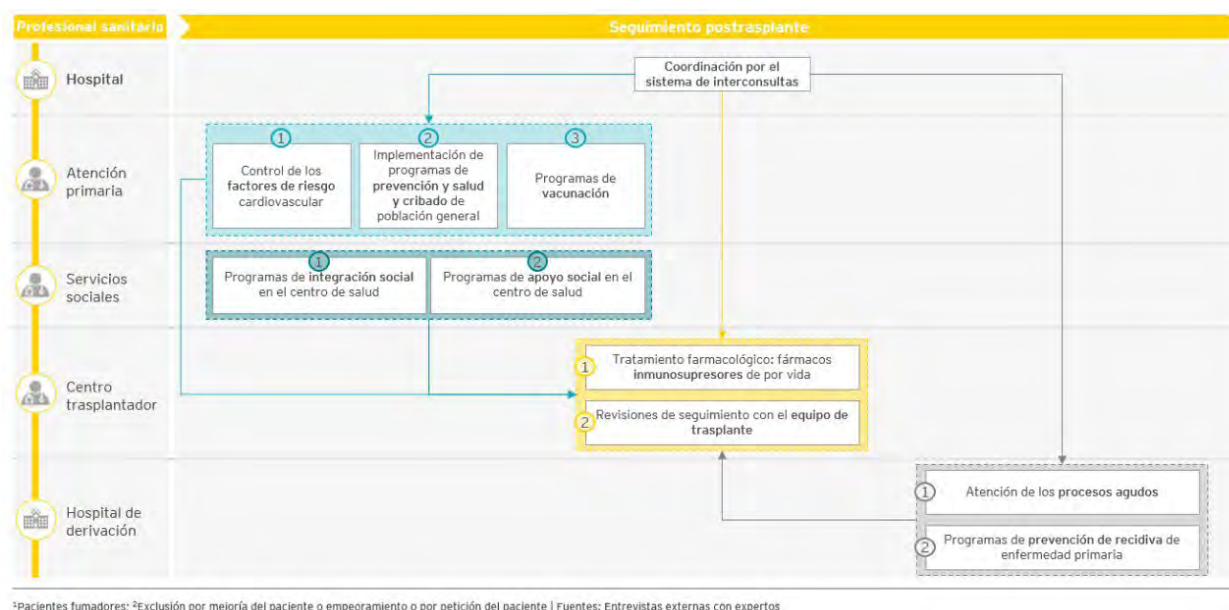 Profesional sanitario
Seguimiento postrasplante
Hospital
Coordinación por el
sistema de interconsultas
Atención
primaria
1
Control de los
factores de riesgo
cardiovascular
2
Implementación de
programas de
prevención y salud
y cribado de
población general
3
Programas de
vacunación
Servicios
sociales
1
Programas de integración social
en el centro de salud
2
Programas de apoyo social en el
centro de salud
Centro
trasplantador
1
Tratamiento farmacológico: fármacos
inmunosupresores de por vida
2
Revisiones de seguimiento con el equipo de
trasplante
Hospital de
derivación
1
Atención de los procesos agudos
2
Programas de prevención de recidiva de
enfermedad primaria
¹Pacientes fumadores; ²Exclusión por mejoría del paciente o empeoramiento o por petición del paciente | Fuentes: Entrevistas externas con expertos